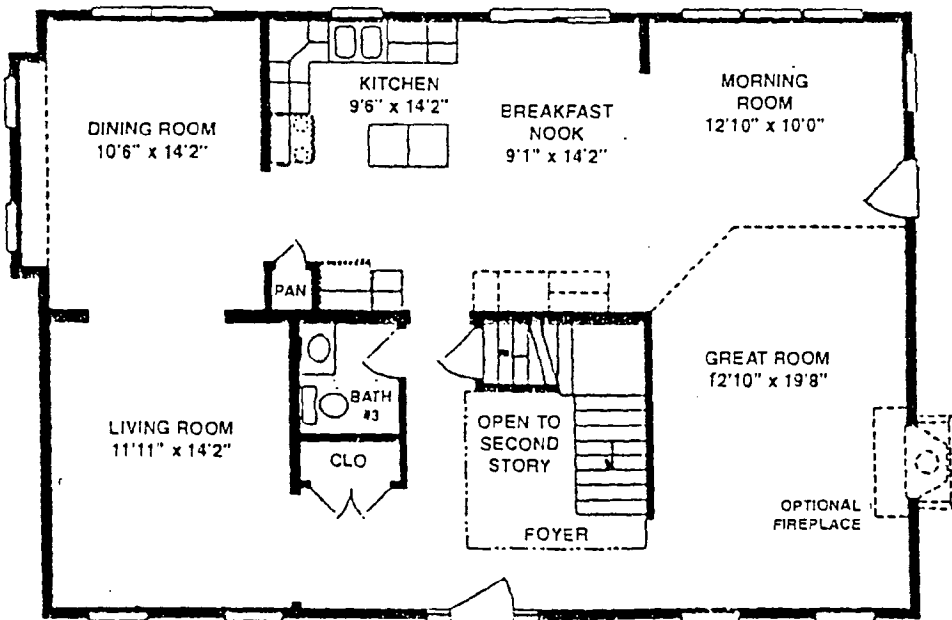 DINING ROOM
10'6" x 14'2"
KITCHEN
9'6" x 14'2"
BREAKFAST
NOOK
9'1" x 14'2"
MORNING
ROOM
12'10" x 10'0"
PAN
BATH
#3
CLO
LIVING ROOM
11'11" x 14'2"
OPEN TO
SECOND
STORY
FOYER
GREAT ROOM
12'10" x 19'8"
OPTIONAL
FIREPLACE